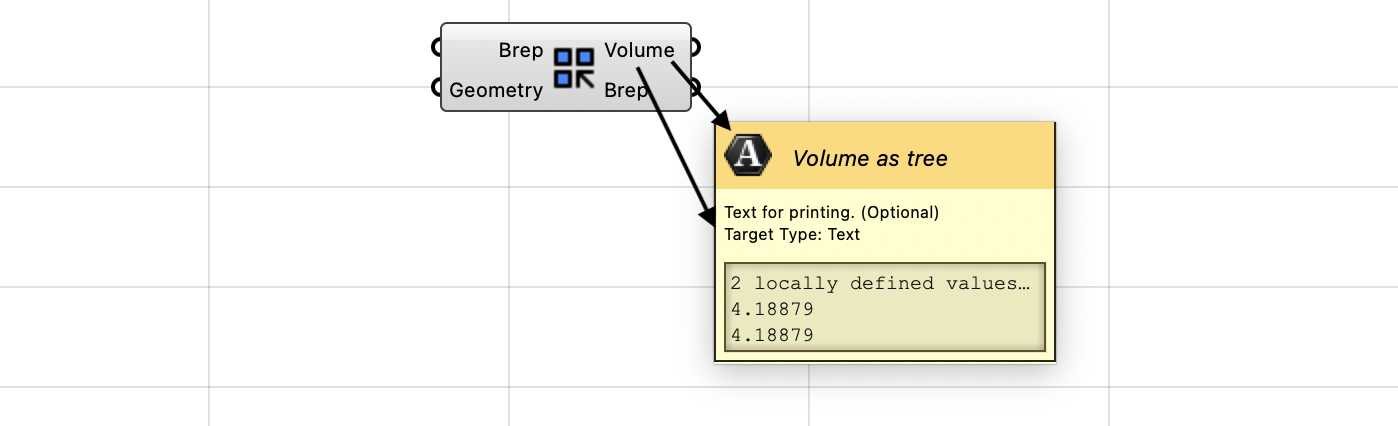 Brep Volume
Geometry Brep
A Volume as tree
Text for printing. (Optional)
Target Type: Text
2 locally defined values…
4.18879
4.18879